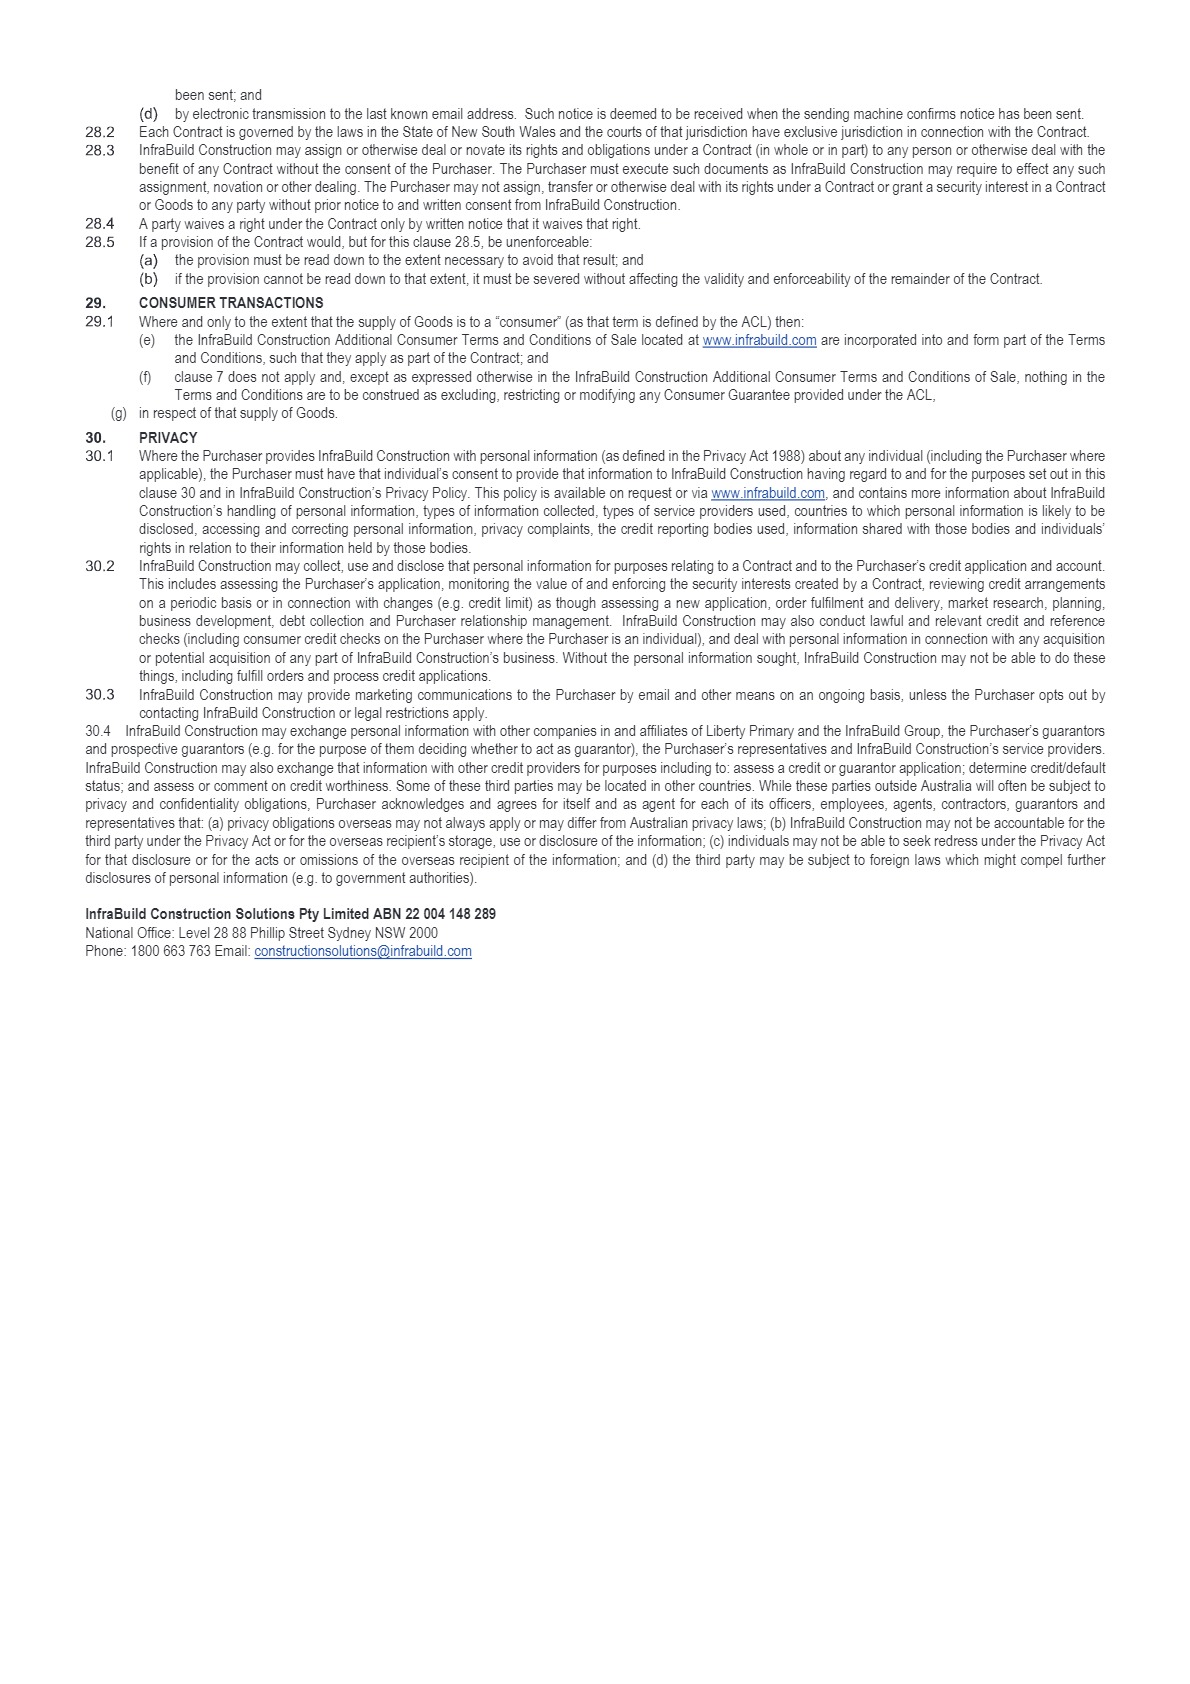 been sent; and
(d) by electronic transmission to the last known email address. Such notice is deemed to be received when the sending machine confirms notice has been sent.
28.2 Each Contract is governed by the laws in the State of New South Wales and the courts of that jurisdiction have exclusive jurisdiction in connection with the Contract.
28.3 InfraBuild Construction may assign or otherwise deal or novate its rights and obligations under a Contract (in whole or in part) to any person or otherwise deal with the
benefit of any Contract without the consent of the Purchaser. The Purchaser must execute such documents as InfraBuild Construction may require to effect any such
assignment, novation or other dealing. The Purchaser may not assign, transfer or otherwise deal with its rights under a Contract or grant a security interest in a Contract
or Goods to any party without prior notice to and written consent from InfraBuild Construction.
28.4 A party waives a right under the Contract only by written notice that it waives that right.
28.5 If a provision of the Contract would, but for this clause 28.5, be unenforceable:
(a) the provision must be read down to the extent necessary to avoid that result; and
(b) if the provision cannot be read down to that extent, it must be severed without affecting the validity and enforceability of the remainder of the Contract.
29. CONSUMER TRANSACTIONS
29.1 Where and only to the extent that the supply of Goods is to a “consumer” (as that term is defined by the ACL) then:
(e) the InfraBuild Construction Additional Consumer Terms and Conditions of Sale located at www.infrabuild.com are incorporated into and form part of the Terms
and Conditions, such that they apply as part of the Contract; and
(f) clause 7 does not apply and, except as expressed otherwise in the InfraBuild Construction Additional Consumer Terms and Conditions of Sale, nothing in the
Terms and Conditions are to be construed as excluding, restricting or modifying any Consumer Guarantee provided under the ACL,
(g) in respect of that supply of Goods.
30. PRIVACY
30.1 Where the Purchaser provides InfraBuild Construction with personal information (as defined in the Privacy Act 1988) about any individual (including the Purchaser where
applicable), the Purchaser must have that individual’s consent to provide that information to InfraBuild Construction having regard to and for the purposes set out in this
clause 30 and in InfraBuild Construction’s Privacy Policy. This policy is available on request or via www.infrabuild.com, and contains more information about InfraBuild
Construction’s handling of personal information, types of information collected, types of service providers used, countries to which personal information is likely to be
disclosed, accessing and correcting personal information, privacy complaints, the credit reporting bodies used, information shared with those bodies and individuals’
rights in relation to their information held by those bodies.
30.2 InfraBuild Construction may collect, use and disclose that personal information for purposes relating to a Contract and to the Purchaser’s credit application and account.
This includes assessing the Purchaser’s application, monitoring the value of and enforcing the security interests created by a Contract, reviewing credit arrangements
on a periodic basis or in connection with changes (e.g. credit limit) as though assessing a new application, order fulfilment and delivery, market research, planning,
business development, debt collection and Purchaser relationship management. InfraBuild Construction may also conduct lawful and relevant credit and reference
checks (including consumer credit checks on the Purchaser where the Purchaser is an individual), and deal with personal information in connection with any acquisition
or potential acquisition of any part of InfraBuild Construction’s business. Without the personal information sought, InfraBuild Construction may not be able to do these
things, including fulfill orders and process credit applications.
30.3 InfraBuild Construction may provide marketing communications to the Purchaser by email and other means on an ongoing basis, unless the Purchaser opts out by
contacting InfraBuild Construction or legal restrictions apply.
30.4 InfraBuild Construction may exchange personal information with other companies in and affiliates of Liberty Primary and the InfraBuild Group, the Purchaser’s guarantors
and prospective guarantors (e.g. for the purpose of them deciding whether to act as guarantor), the Purchaser’s representatives and InfraBuild Construction’s service providers.
InfraBuild Construction may also exchange that information with other credit providers for purposes including to: assess a credit or guarantor application; determine credit/default
status; and assess or comment on credit worthiness. Some of these third parties may be located in other countries. While these parties outside Australia will often be subject to
privacy and confidentiality obligations, Purchaser acknowledges and agrees for itself and as agent for each of its officers, employees, agents, contractors, guarantors and
representatives that: (a) privacy obligations overseas may not always apply or may differ from Australian privacy laws; (b) InfraBuild Construction may not be accountable for the
third party under the Privacy Act or for the overseas recipient’s storage, use or disclosure of the information; (c) individuals may not be able to seek redress under the Privacy Act
for that disclosure or for the acts or omissions of the overseas recipient of the information; and (d) the third party may be subject to foreign laws which might compel further
disclosures of personal information (e.g. to government authorities).
InfraBuild Construction Solutions Pty Limited ABN 22 004 148 289
National Office: Level 28 88 Phillip Street Sydney NSW 2000
Phone: 1800 663 763 Email: constructionsolutions@infrabuild.com